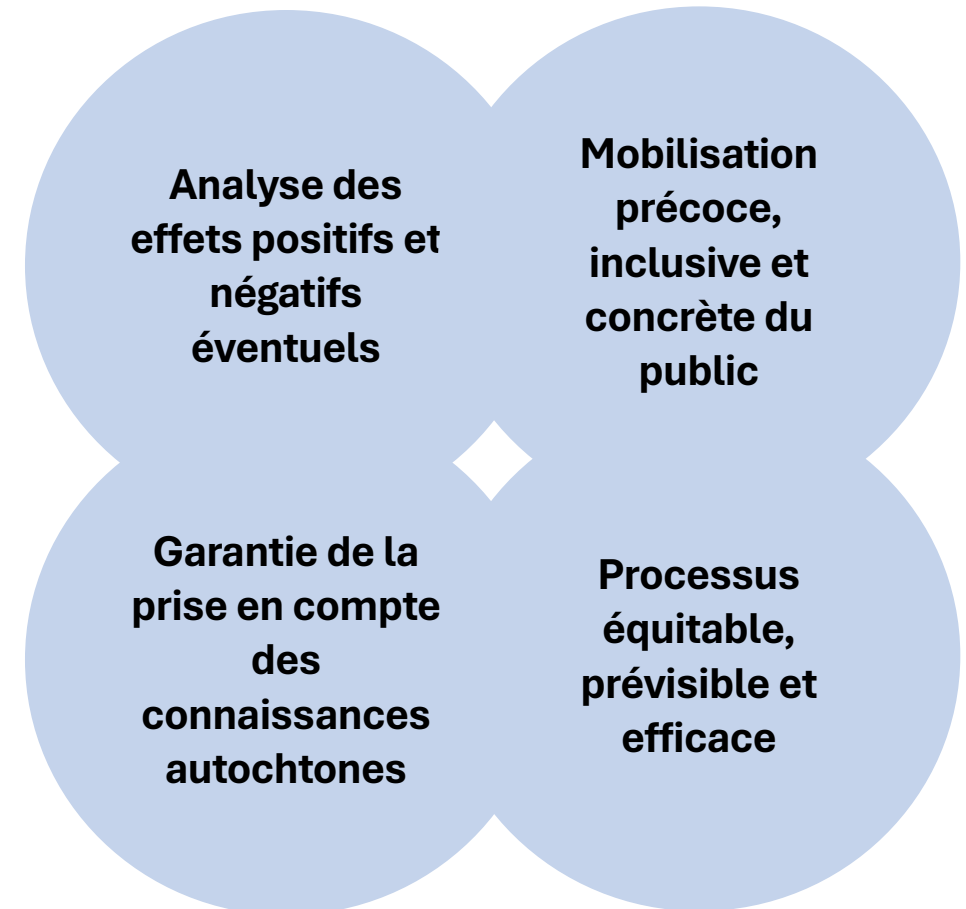 Analyse des
effets positifs et
négatifs
éventuels
Mobilisation
précoce,
inclusive et
concrète du
public
Garantie de la
prise en compte
des
connaissances
autochtones
Processus
équitable,
prévisible et
efficace